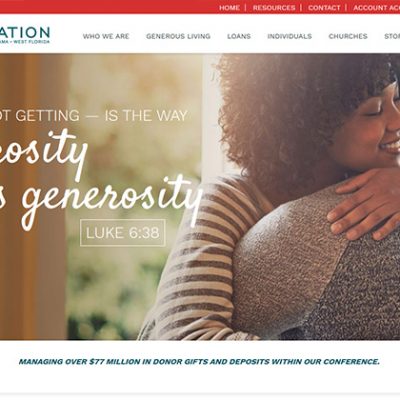 HOME | RESOURCES | CONTACT | ACCOUNT AC
ATION
AMA • WEST FLORIDA
WHO WE ARE GENEROUS LIVING LOANS INDIVIDUALS CHURCHES STO
OT GETTING — IS THE WAY
osity
s generosity
LUKE 6:38
MANAGING OVER $77 MILLION IN DONOR GIFTS AND DEPOSITS WITHIN OUR CONFERENCE.